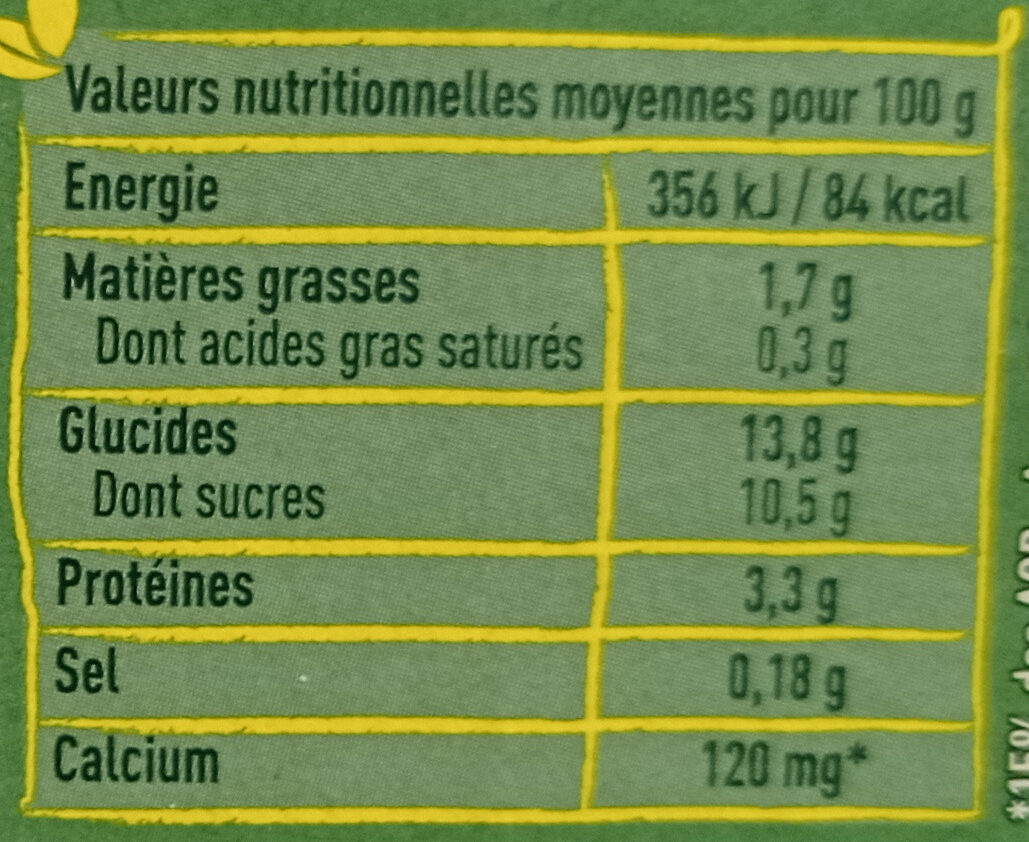 Valeurs nutritionnelles moyennes pour 100 g
Energie 356 kJ / 84 kcal
Matières grasses 1,7 g
Dont acides gras saturés 0,3 g
Glucides 13,8 g
Dont sucres 10,5 g
Protéines 3,3 g
Sel 0,18 g
Calcium 120 mg*
*15%